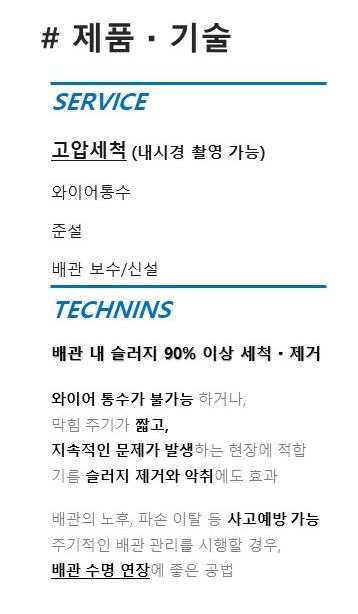 # 제품 · 기술
SERVICE
고압세척 (내시경 촬영 가능)
와이어통수
준설
배관 보수/신설
TECHNINS
배관 내 슬러지 90% 이상 세척 · 제거
와이어 통수가 불가능 하거나,
막힘 주기가 짧고,
지속적인 문제가 발생하는 현장에 적합
기름 슬러지 제거와 악취에도 효과
배관의 노후, 파손 이탈 등 사고예방 가능
주기적인 배관 관리를 시행할 경우,
배관 수명 연장에 좋은 공법